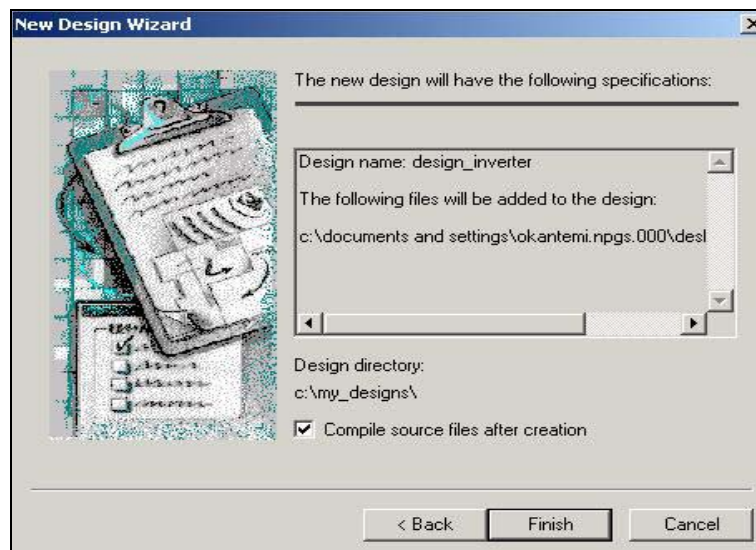 New Design Wizard
The new design will have the following specifications:
Design name: design_inverter
The following files will be added to the design:
c:\documents and settings\okantemi.npgs.000\desl
Design directory:
c:\my_designs\
Compile source files after creation
< Back Finish Cancel